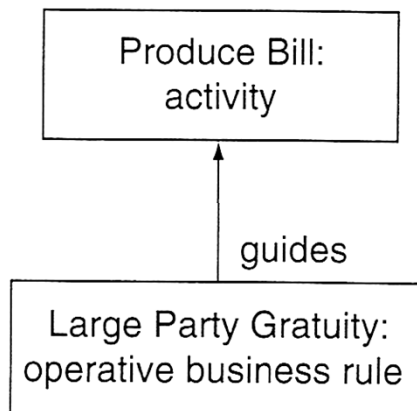 Produce Bill:
activity
guides
Large Party Gratuity:
operative business rule